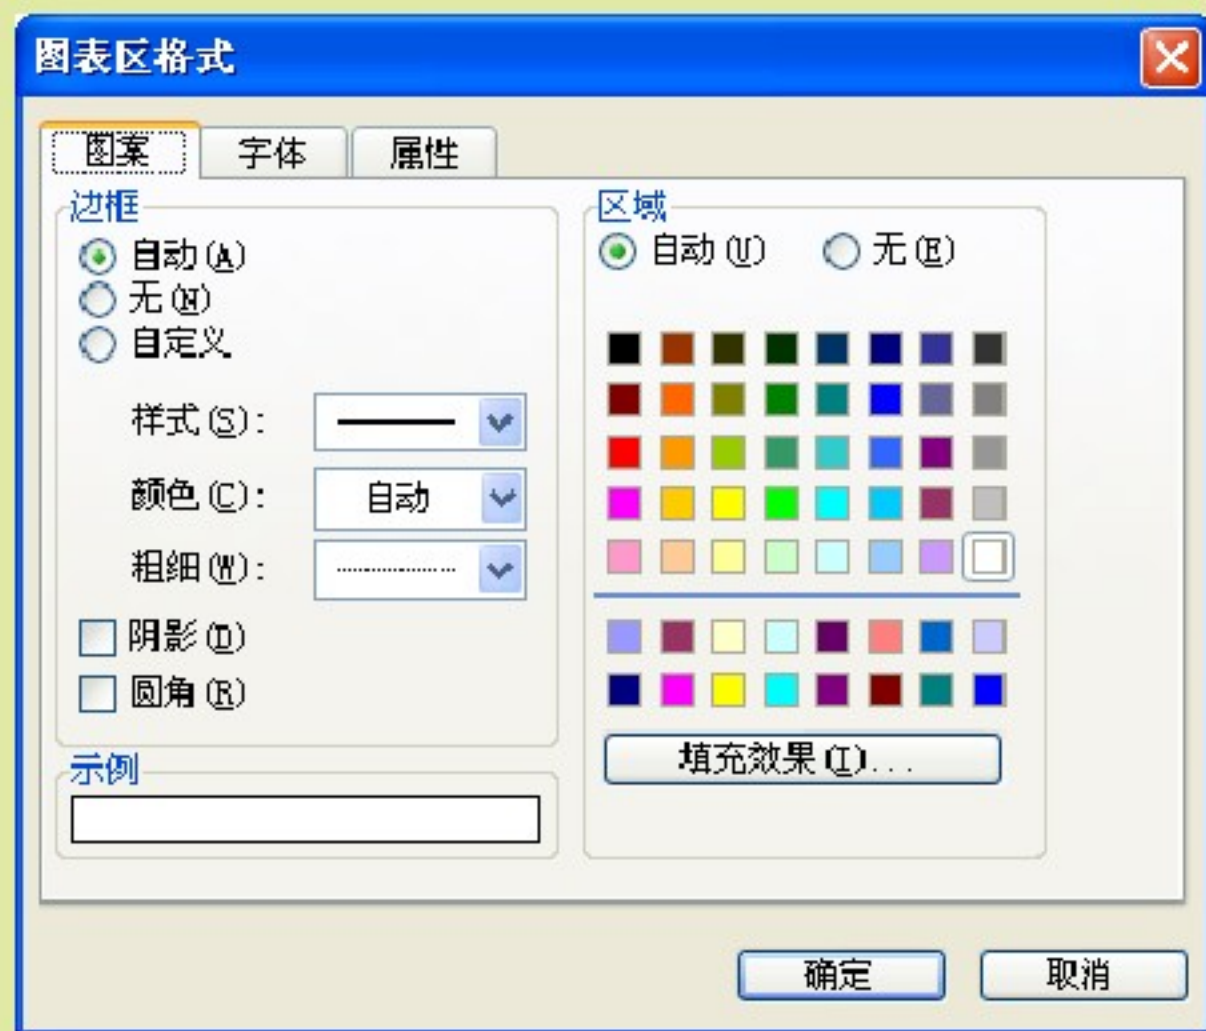 图表区格式
图案 字体 属性
边框
自动(A)
无(N)
自定义
样式(S):
颜色(C): 自动
粗细(W):
阴影(D)
圆角(R)
示例
区域
自动(U) 无(E)
填充效果(I)...
确定 取消